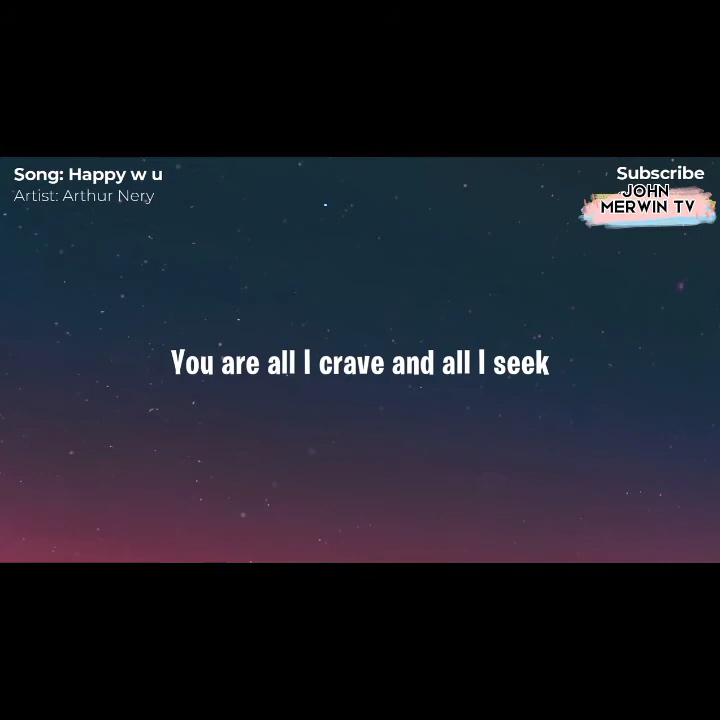 Song: Happy w u
Artist: Arthur Nery
Subscribe
JOHN
MERWIN TV
You are all I crave and all I seek